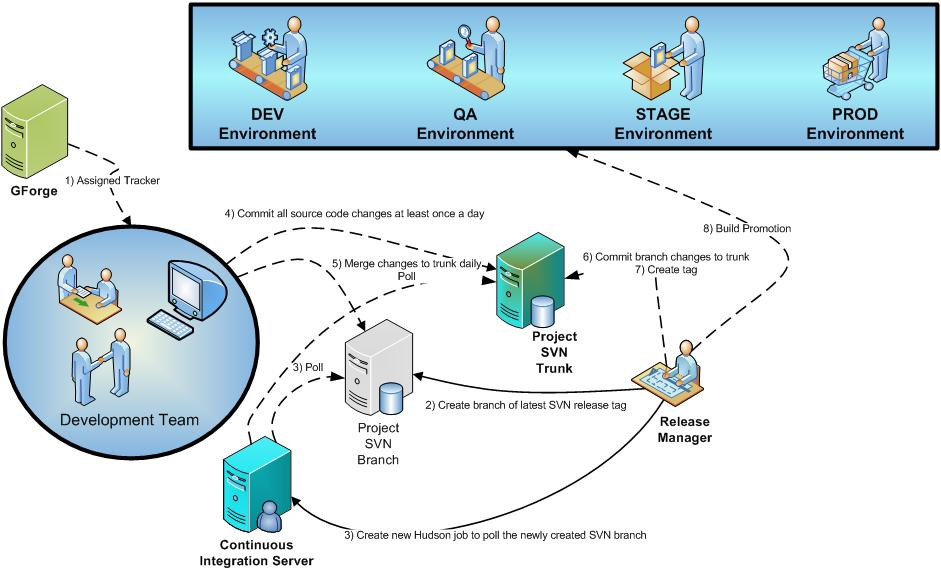 DEV
Environment
QA
Environment
STAGE
Environment
PROD
Environment
GForge
1) Assigned Tracker
4) Commit all source code changes at least once a day
8) Build Promotion
5) Merge changes to trunk daily
Poll
6) Commit branch changes to trunk
7) Create tag
Project
SVN
Trunk
3) Poll
2) Create branch of latest SVN release tag
Development Team
Project
SVN
Branch
Release
Manager
3) Create new Hudson job to poll the newly created SVN branch
Continuous
Integration Server